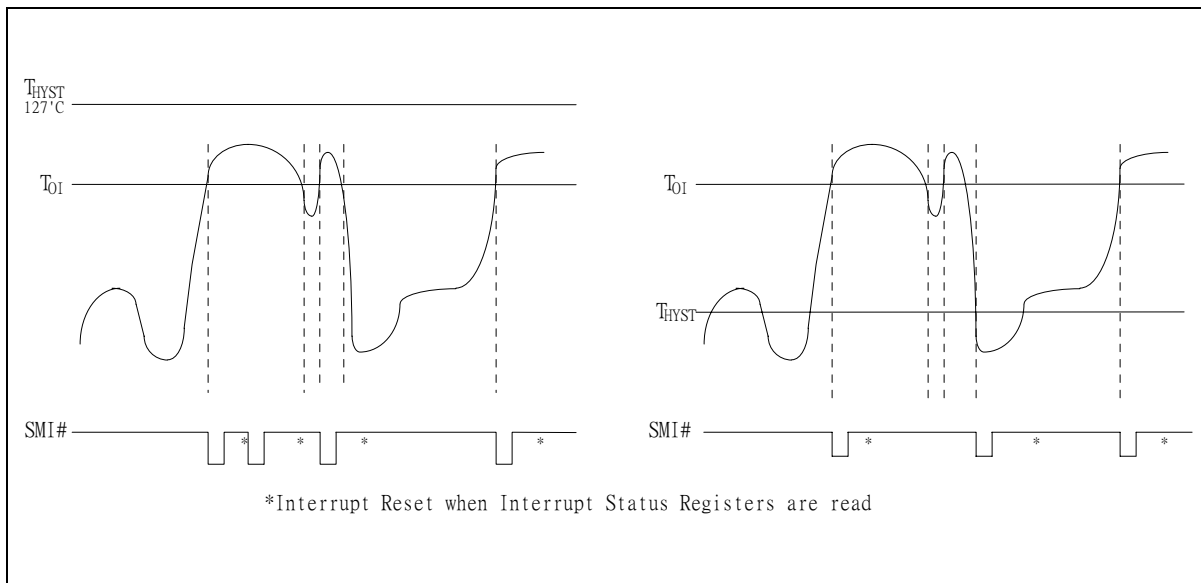 THYST
127'C
TOI
SMI#
* * * *
TOI
THYST
SMI#
* * *
*Interrupt Reset when Interrupt Status Registers are read